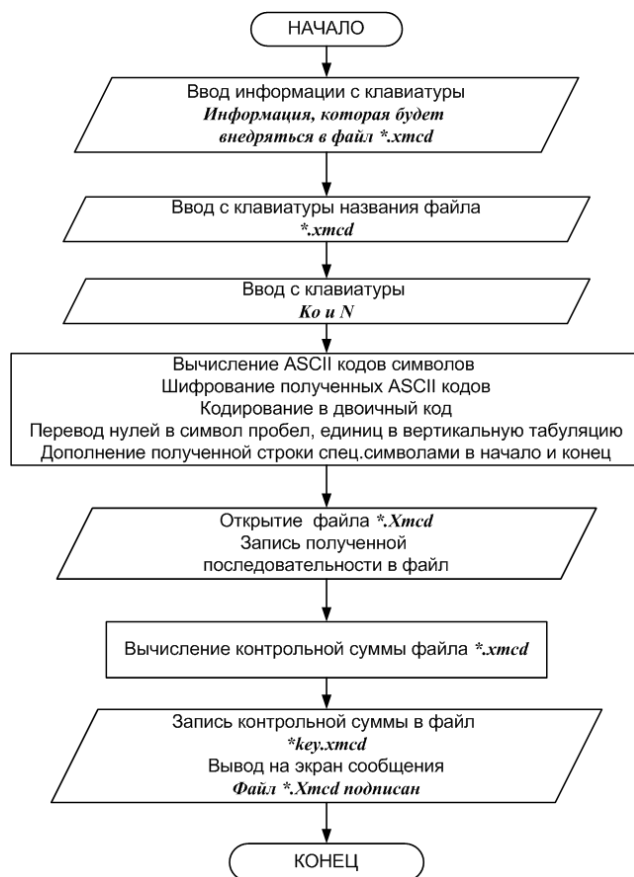 НАЧАЛО
Ввод информации с клавиатуры
Информация, которая будет
внедряться в файл *.xmcd
Ввод с клавиатуры названия файла
*.xmcd
Ввод с клавиатуры
Ko и N
Вычисление ASCII кодов символов
Шифрование полученных ASCII кодов
Кодирование в двоичный код
Перевод нулей в символ пробел, единиц в вертикальную табуляцию
Дополнение полученной строки спец.символами в начало и конец
Открытие файла *.Xmcd
Запись полученной
последовательности в файл
Вычисление контрольной суммы файла *.xmcd
Запись контрольной суммы в файл
*key.xmcd
Вывод на экран сообщения
Файл *.Xmcd подписан
КОНЕЦ